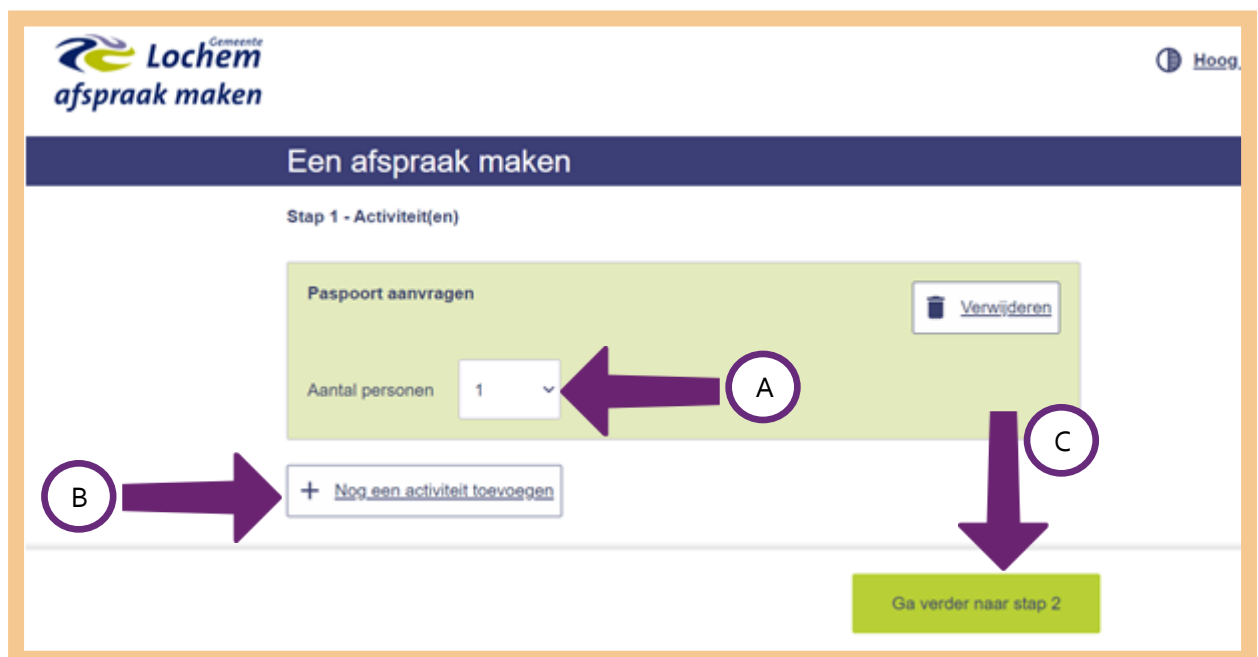 Gemeente
Lochem
afspraak maken
Hoog
Een afspraak maken
Stap 1 - Activiteit(en)
Paspoort aanvragen
Verwijderen
Aantal personen 1
A
C
B
+ Nog een activiteit toevoegen
Ga verder naar stap 2